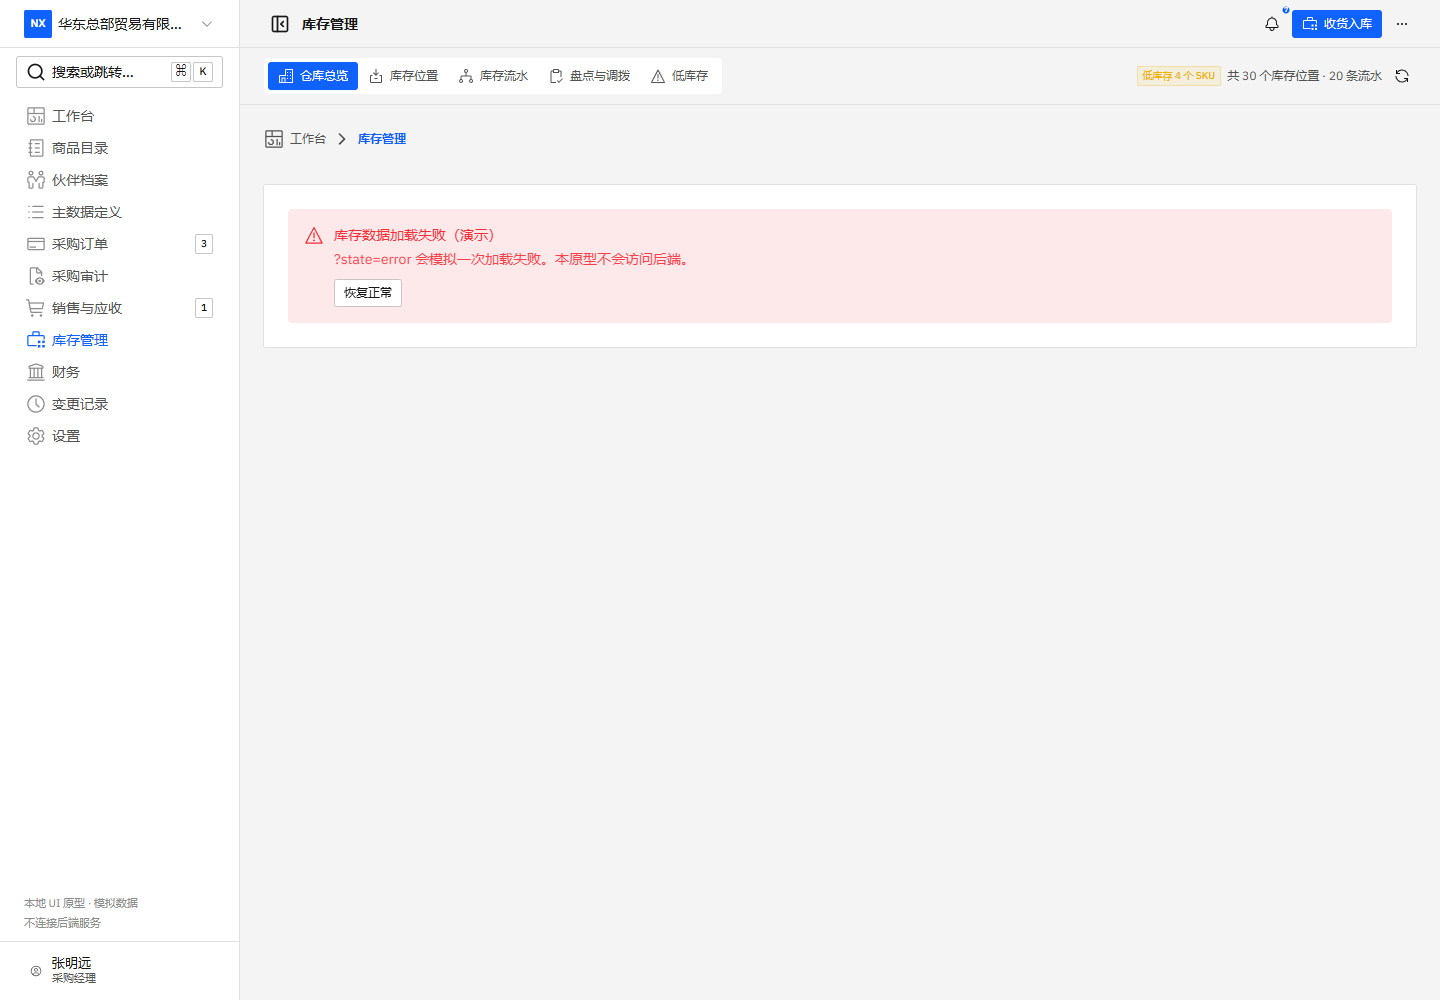 NX 华东总部贸易有限...
搜索或跳转... ⌘ K
工作台
商品目录
伙伴档案
主数据定义
采购订单 3
采购审计
销售与应收 1
库存管理
财务
变更记录
设置
本地 UI 原型 · 模拟数据
不连接后端服务
张明远
采购经理
库存管理
7
收货入库
仓库总览 库存位置 库存流水 盘点与调拨 低库存
低库存 4 个 SKU 共 30 个库存位置 · 20 条流水
工作台 库存管理
库存数据加载失败（演示）
?state=error 会模拟一次加载失败。本原型不会访问后端。
恢复正常